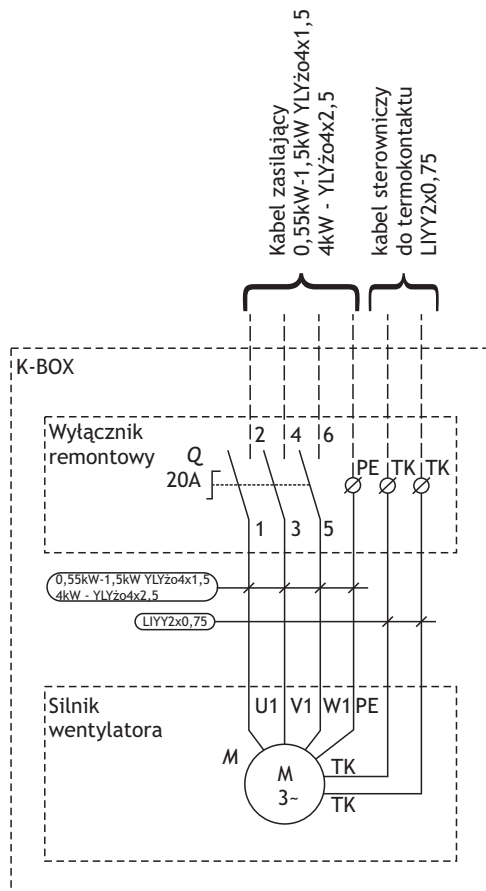 Kabel zasilający
0,55kW-1,5kW YLYżo4x1,5
4kW - YLYżo4x2,5
kabel sterowniczy
do termokontaktu
LIYY2x0,75
K-BOX
Wyłącznik
remontowy
Q
20A
2
4
6
PE
TK
TK
1
3
5
0,55kW-1,5kW YLYżo4x1,5
4kW - YLYżo4x2,5
LIYY2x0,75
Silnik
wentylatora
U1
V1
W1
PE
M
M
3~
TK
TK